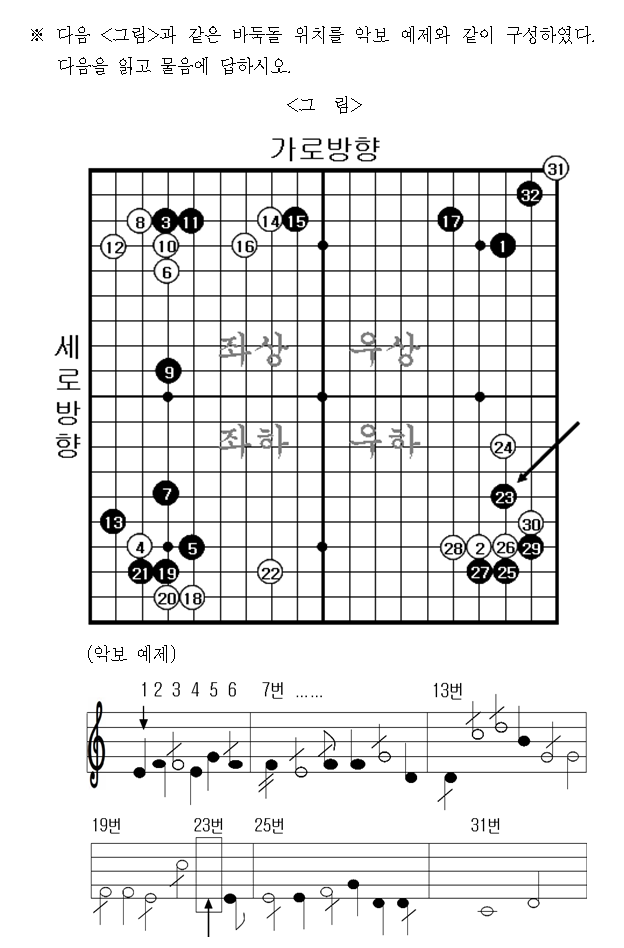 ※ 다음 <그림>과 같은 바둑돌 위치를 악보 예제와 같이 구성하였다.
다음을 읽고 물음에 답하시오.
<그 림>
가로방향
31
32
8 3 11 14 15 17
12 10 16 1
6
세로방향
좌상 우상
9
좌하 우하
24
7 23
13 30
4 5 28 2 26 29
21 19 22 27 25
20 18
(악보 예제)
1 2 3 4 5 6 7번 …… 13번
19번 23번 25번 31번